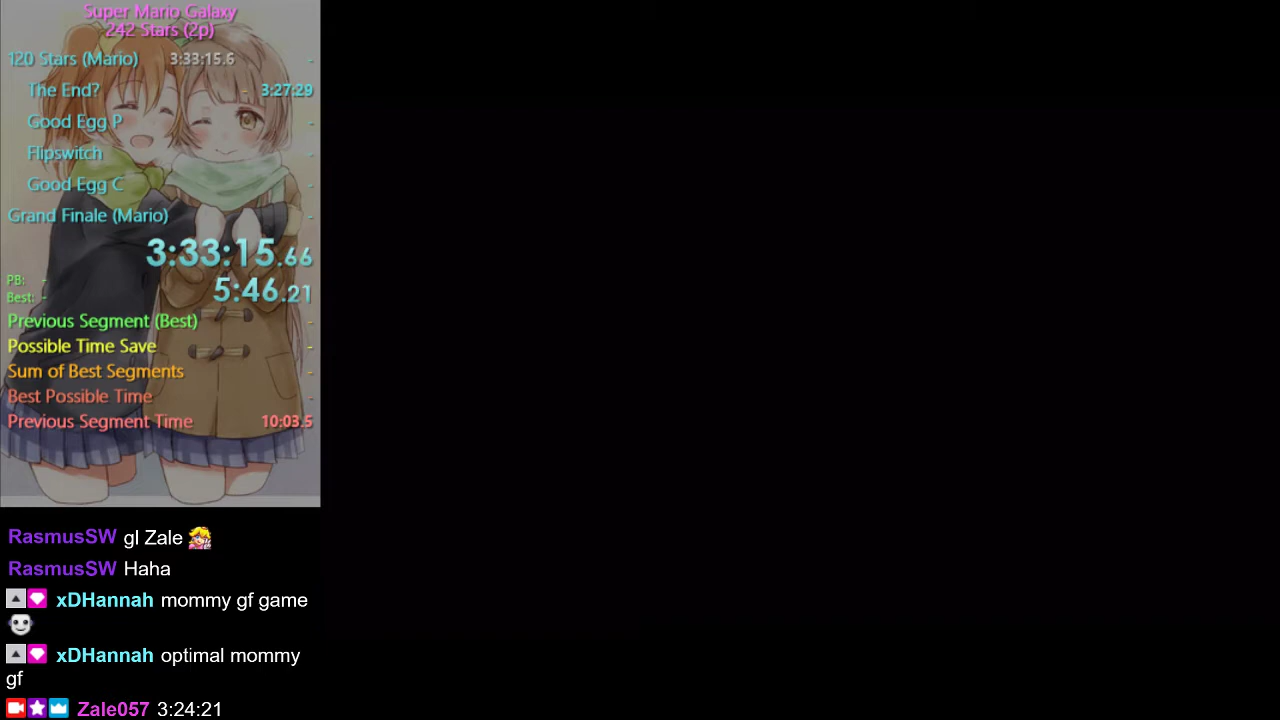 Super Mario Galaxy
242 Stars (2p)
120 Stars (Mario) 3:33:15.6 -
The End? - 3:27:29
Good Egg P -
Flipswitch -
Good Egg C -
Grand Finale (Mario) -
3:33:15.66
PB: -
5:46.21
Best: -
Previous Segment (Best) -
Possible Time Save -
Sum of Best Segments -
Best Possible Time -
Previous Segment Time 10:03.5
RasmusSW gl Zale
RasmusSW Haha
xDHannah mommy gf game
xDHannah optimal mommy
gf
Zale057 3:24:21